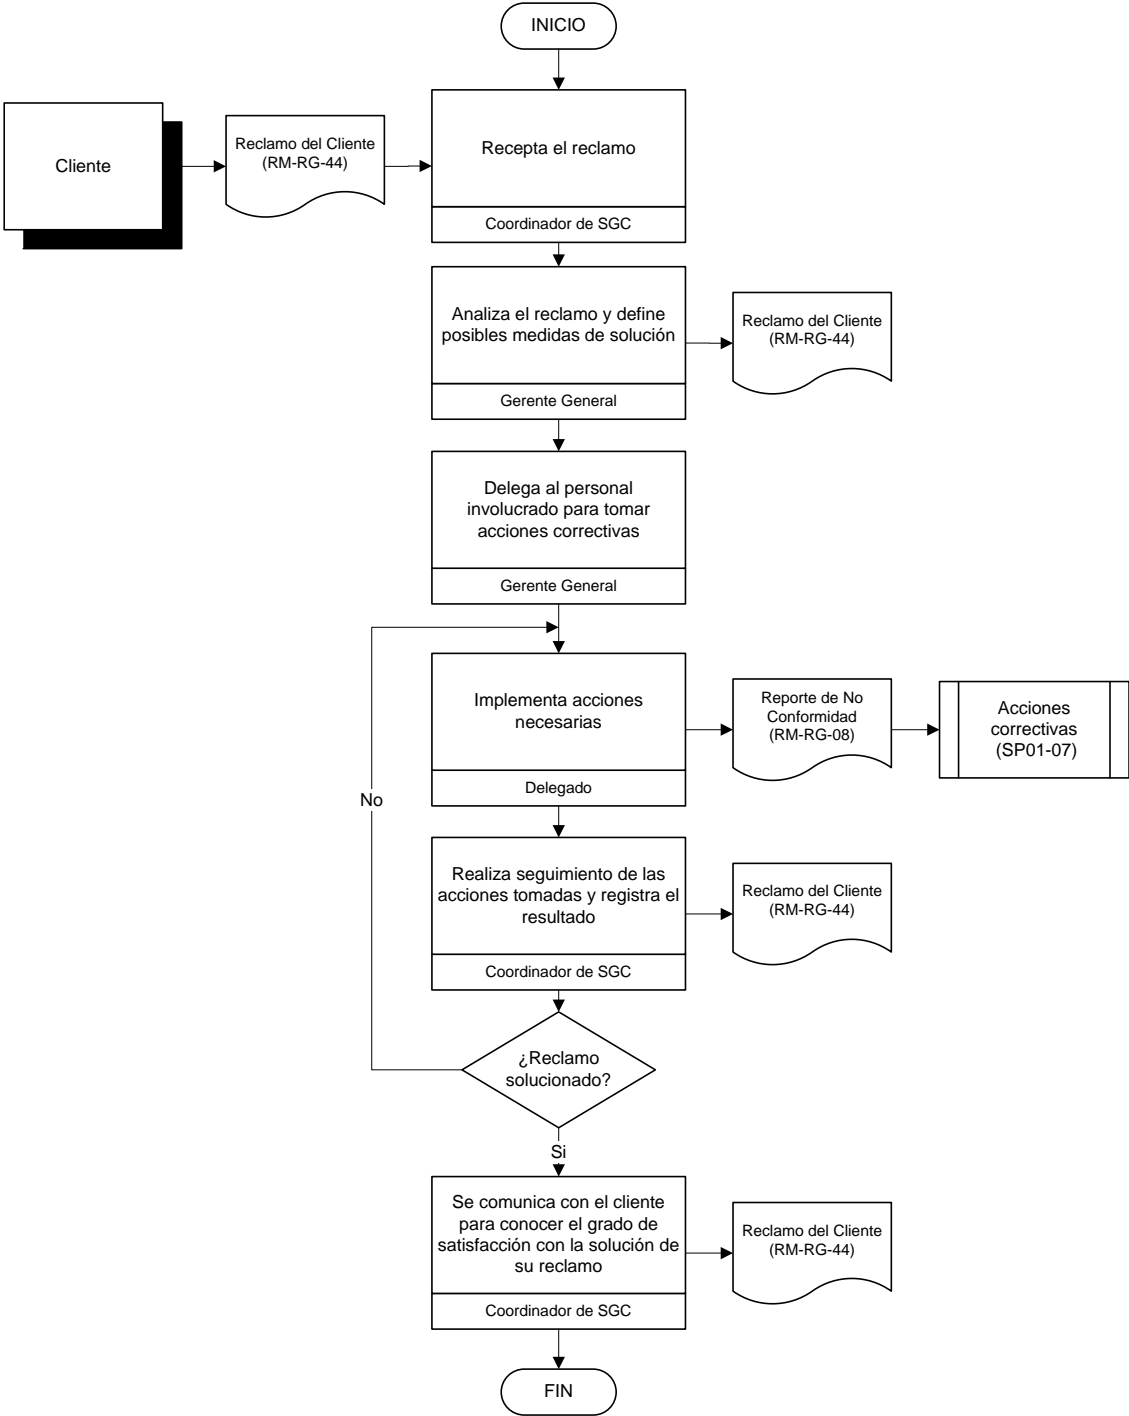 INICIO
Cliente
Reclamo del Cliente
(RM-RG-44)
Recepta el reclamo
Coordinador de SGC
Analiza el reclamo y define
posibles medidas de solución
Gerente General
Reclamo del Cliente
(RM-RG-44)
Delega al personal
involucrado para tomar
acciones correctivas
Gerente General
Implementa acciones
necesarias
Delegado
Reporte de No
Conformidad
(RM-RG-08)
Acciones
correctivas
(SP01-07)
No
Realiza seguimiento de las
acciones tomadas y registra el
resultado
Coordinador de SGC
Reclamo del Cliente
(RM-RG-44)
¿Reclamo
solucionado?
Si
Se comunica con el cliente
para conocer el grado de
satisfacción con la solución de
su reclamo
Coordinador de SGC
Reclamo del Cliente
(RM-RG-44)
FIN